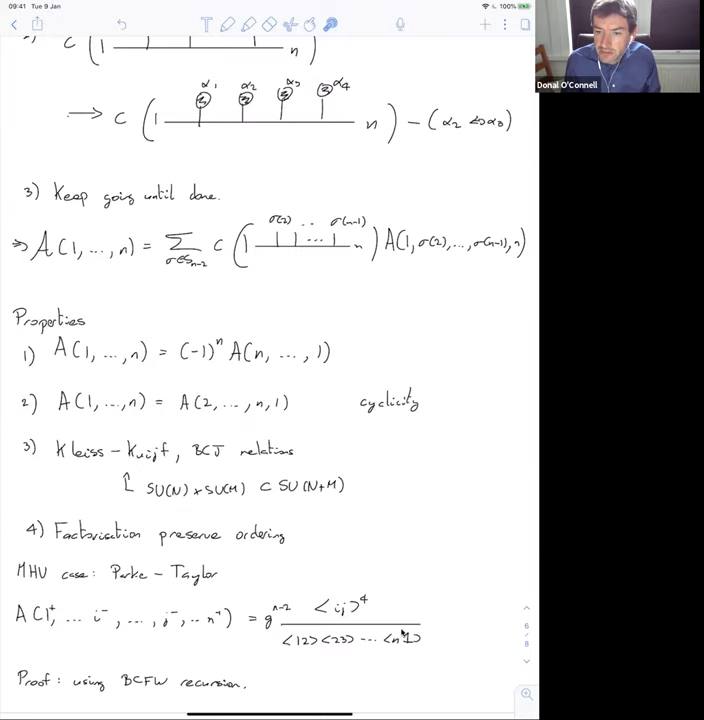 09:41 Tue 9 Jan
100%
C ( 1 n )
Donal O'Connell
α1 α2 α3 α4
→ C ( 1 n ) - (α2 ↔ α3)
3) Keep going until done.
⇒ A(1, ..., n) = Σ σ∈Sn-2 C ( 1 σ(2) .. σ(n-1) ... n ) A(1, σ(2), ..., σ(n-1), n)
Properties
1) A(1, ..., n) = (-1)^n A(n, ..., 1)
2) A(1, ..., n) = A(2, ..., n, 1) cyclicity
3) Kleiss-Kuijf, BCJ relations
↑ SU(N) × SU(M) ⊂ SU(N+M)
4) Factorisation preserve ordering
MHV case: Parke-Taylor
A(1⁺, ... i⁻, ..., j⁻, .. n⁺) = g^n-2 <ij>^4 / <12><23> ... <n1>
Proof: using BCFW recursion.
6
8